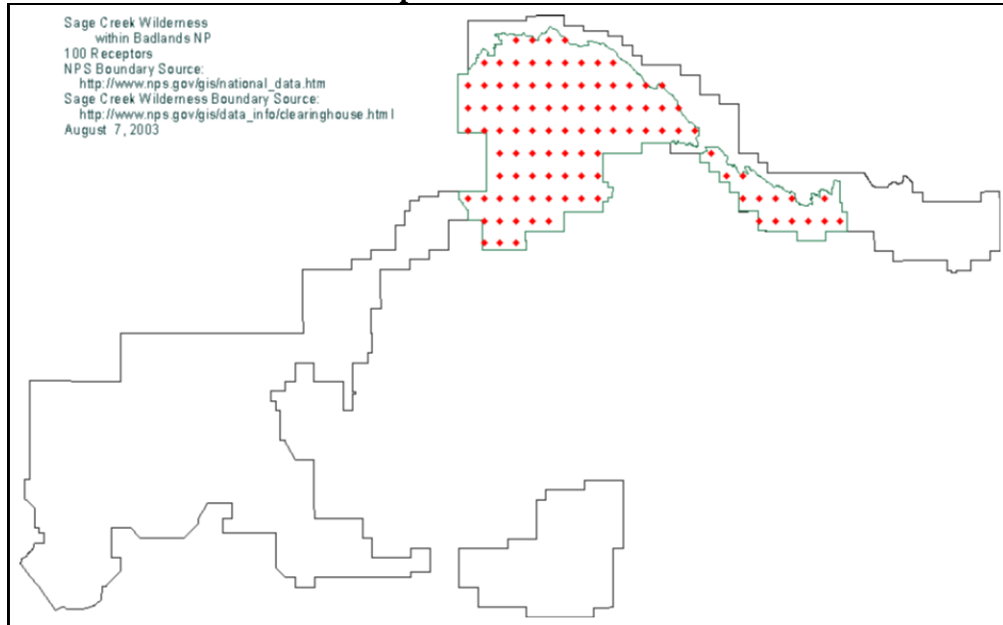 Sage Creek Wilderness
within Badlands NP
100 Receptors
NPS Boundary Source:
http://www.nps.gov/gis/national_data.htm
Sage Creek Wilderness Boundary Source:
http://www.nps.gov/gis/data_info/clearinghouse.html
August 7, 2003